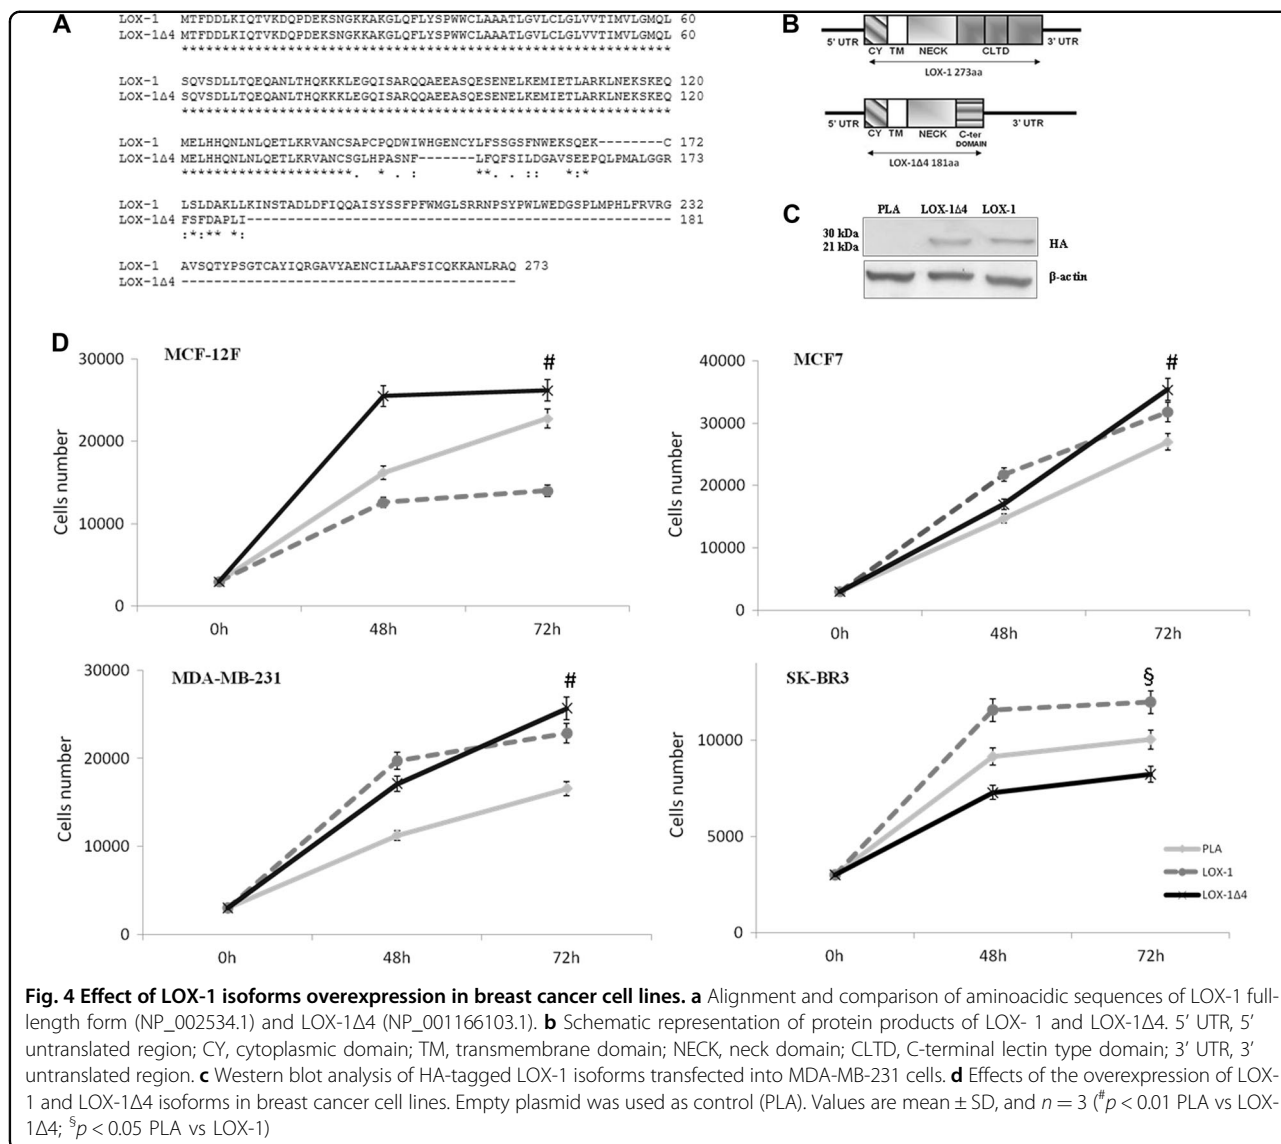 A
LOX-1 MTFDDLKIQTVKDQPDEKSNGKKAKGLQFLYSPWWCLAAATLGVLCLGLVVTIMVLGMQL 60
LOX-1Δ4 MTFDDLKIQTVKDQPDEKSNGKKAKGLQFLYSPWWCLAAATLGVLCLGLVVTIMVLGMQL 60
************************************************************
LOX-1 SQVSDLLTQEQANLTHQKKKLEGQISARQQAEEASQESENELKEMIETLARKLNEKSKEQ 120
LOX-1Δ4 SQVSDLLTQEQANLTHQKKKLEGQISARQQAEEASQESENELKEMIETLARKLNEKSKEQ 120
************************************************************
LOX-1 MELHHQNLNLQETLKRVANCSAPCPQDWIWHGENCYLFSSGSFNWEKSQEK--------C 172
LOX-1Δ4 MELHHQNLNLQETLKRVANCSGLHPASNF-------LFQFSILDGAVSEEPQLPMALGGR 173
*********************. * . : **. . :: *:*
LOX-1 LSLDAKLLKINSTADLDFIQQAISYSSFPFWMGLSRRNPSYPWLWEDGSPLMPHLFRVRG 232
LOX-1Δ4 FSFDAPLI---------------------------------------------------- 181
:*:** *:
LOX-1 AVSQTYPSGTCAYIQRGAVYAENCILAAFSICQKKANLRAQ 273
LOX-1Δ4 -----------------------------------------
B
5' UTR CY TM NECK CLTD 3' UTR
LOX-1 273aa
5' UTR CY TM NECK C-ter DOMAIN 3' UTR
LOX-1Δ4 181aa
C
PLA LOX-1Δ4 LOX-1
30 kDa
21 kDa
HA
β-actin
D
MCF-12F
#
Cells number
30000
20000
10000
0
0h 48h 72h
MCF7
#
Cells number
40000
30000
20000
10000
0
0h 48h 72h
MDA-MB-231
#
Cells number
30000
20000
10000
0
0h 48h 72h
SK-BR3
§
Cells number
10000
5000
0
0h 48h 72h
PLA
LOX-1
LOX-1Δ4
Fig. 4 Effect of LOX-1 isoforms overexpression in breast cancer cell lines. a Alignment and comparison of aminoacidic sequences of LOX-1 full-
length form (NP_002534.1) and LOX-1Δ4 (NP_001166103.1). b Schematic representation of protein products of LOX- 1 and LOX-1Δ4. 5′ UTR, 5′
untranslated region; CY, cytoplasmic domain; TM, transmembrane domain; NECK, neck domain; CLTD, C-terminal lectin type domain; 3′ UTR, 3′
untranslated region. c Western blot analysis of HA-tagged LOX-1 isoforms transfected into MDA-MB-231 cells. d Effects of the overexpression of LOX-
1 and LOX-1Δ4 isoforms in breast cancer cell lines. Empty plasmid was used as control (PLA). Values are mean ± SD, and n = 3 (#p < 0.01 PLA vs LOX-
1Δ4; §p < 0.05 PLA vs LOX-1)